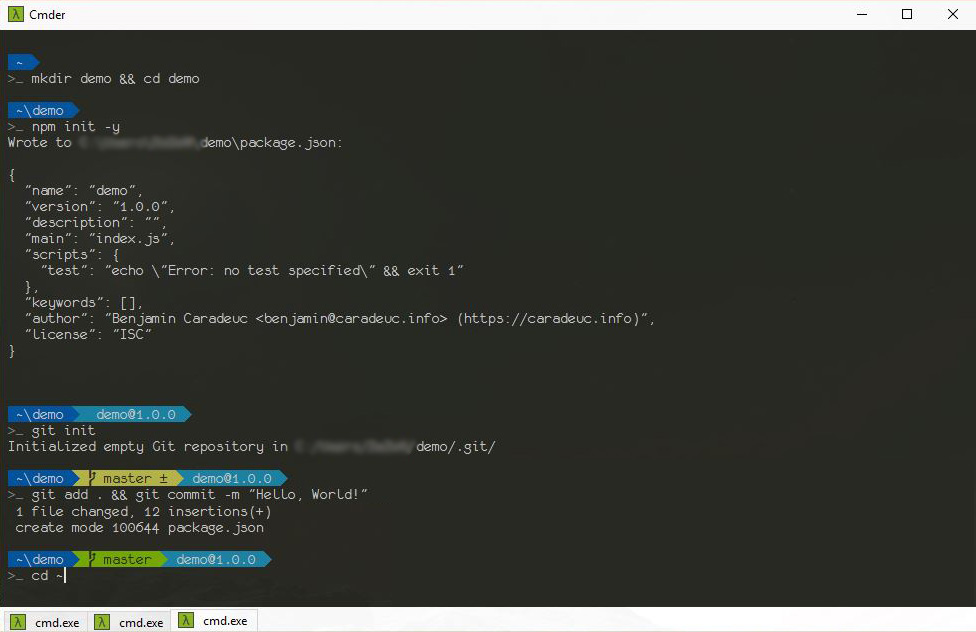 λ Cmder
~
>_ mkdir demo && cd demo
~\demo
>_ npm init -y
Wrote to demo\package.json:
{
"name": "demo",
"version": "1.0.0",
"description": "",
"main": "index.js",
"scripts": {
"test": "echo \"Error: no test specified\" && exit 1"
},
"keywords": [],
"author": "Benjamin Caradeuc <benjamin@caradeuc.info> (https://caradeuc.info)",
"license": "ISC"
}
~\demo demo@1.0.0
>_ git init
Initialized empty Git repository in demo/.git/
~\demo master ± demo@1.0.0
>_ git add . && git commit -m "Hello, World!"
1 file changed, 12 insertions(+)
create mode 100644 package.json
~\demo master demo@1.0.0
>_ cd ~
λ cmd.exe λ cmd.exe λ cmd.exe